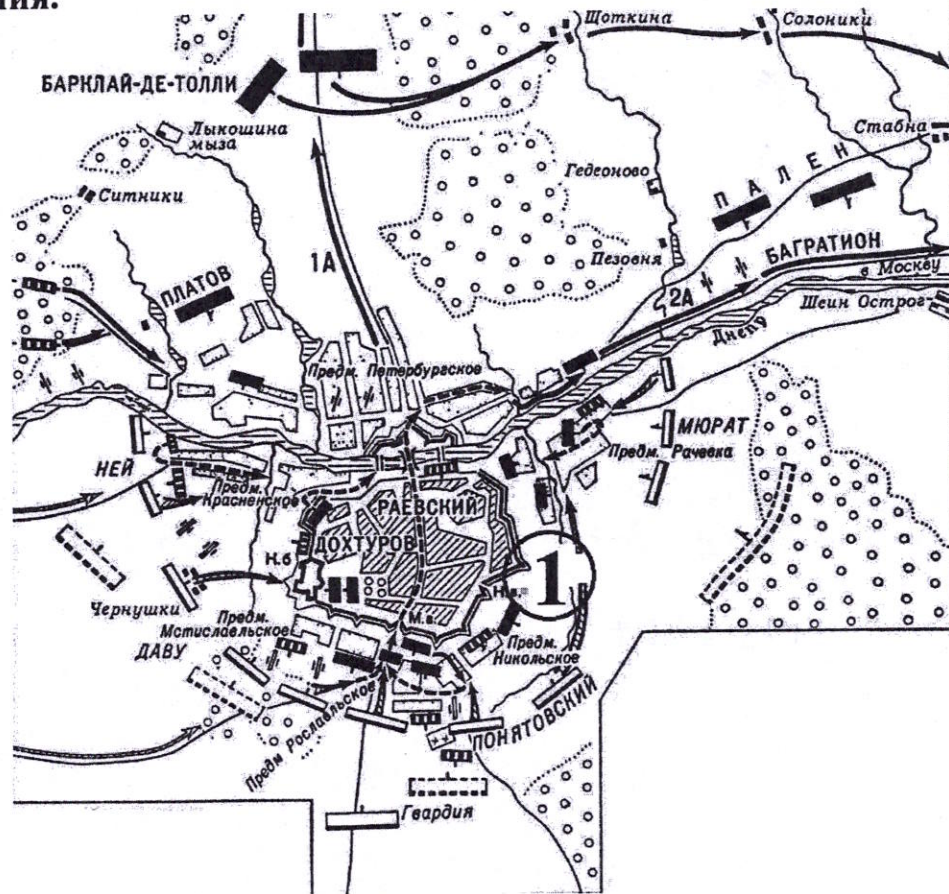 ния.
Щоткина
Солоники
БАРКЛАЙ-ДЕ-ТОЛЛИ
Лыкошина
мыза
Стабна
Гедеоново
ПАЛЕН
Ситники
1А
Пезовня
БАГРАТИОН
ПЛАТОВ
2А
в Москву
Шеин Острог
Днепр
Предм. Петербургское
МЮРАТ
НЕЙ
Предм. Рачевка
Предм.
Красненское
РАЕВСКИЙ
ДОХТУРОВ
Н.б
1
Чернушки
Н.в.
М.в.
Предм.
Мстиславльское
Предм.
Никольское
ДАВУ
Предм Рославльское
ПОНЯТОВСКИЙ
Гвардия